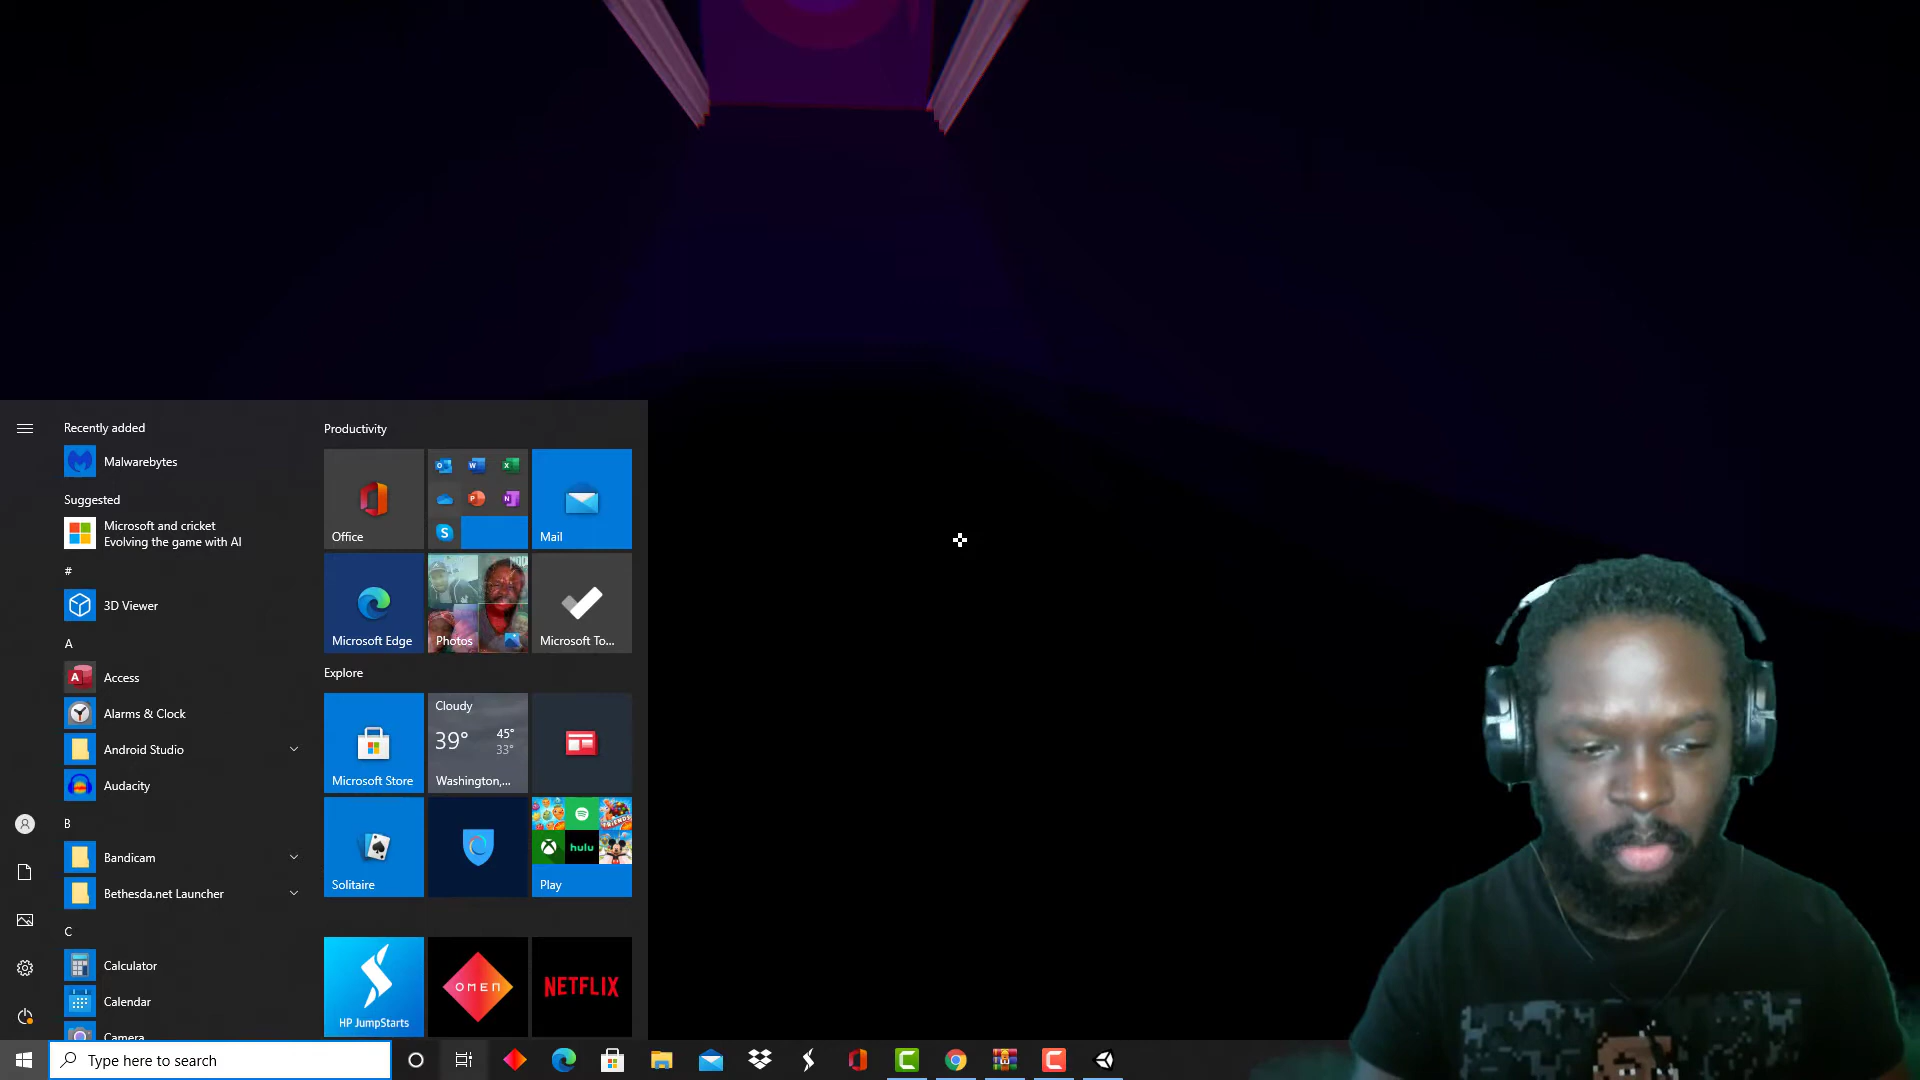 Recently added
Malwarebytes
Suggested
Microsoft and cricket
Evolving the game with AI
#
3D Viewer
A
Access
Alarms & Clock
Android Studio
Audacity
B
Bandicam
Bethesda.net Launcher
C
Calculator
Calendar
Camera
Productivity
Office
Mail
Microsoft Edge
Photos
Microsoft To...
Explore
Microsoft Store
Cloudy
39° 45°
33°
Washington,...
Solitaire
hulu
Play
HP JumpStarts
OMEN
NETFLIX
Type here to search